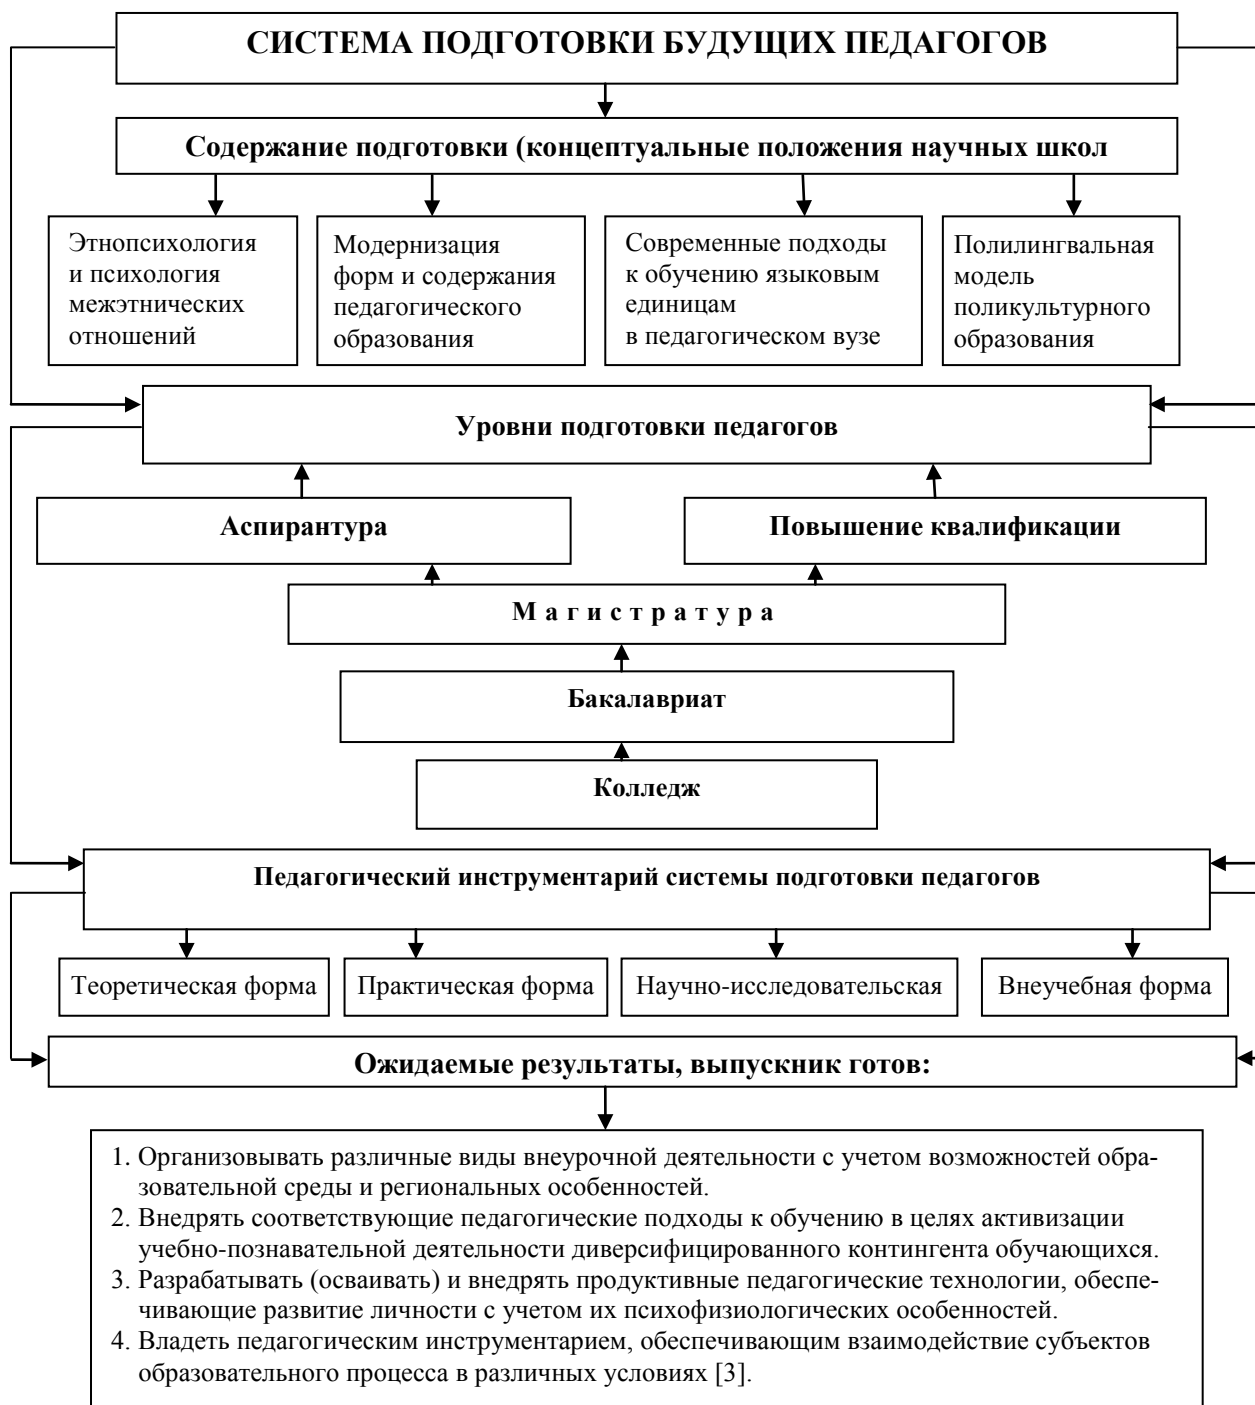 СИСТЕМА ПОДГОТОВКИ БУДУЩИХ ПЕДАГОГОВ
Содержание подготовки (концептуальные положения научных школ
Этнопсихология
и психология
межэтнических
отношений
Модернизация
форм и содержания
педагогического
образования
Современные подходы
к обучению языковым
единицам
в педагогическом вузе
Полилингвальная
модель
поликультурного
образования
Уровни подготовки педагогов
Аспирантура
Повышение квалификации
М а г и с т р а т у р а
Бакалавриат
Колледж
Педагогический инструментарий системы подготовки педагогов
Теоретическая форма
Практическая форма
Научно-исследовательская
Внеучебная форма
Ожидаемые результаты, выпускник готов:
1. Организовывать различные виды внеурочной деятельности с учетом возможностей обра-
зовательной среды и региональных особенностей.
2. Внедрять соответствующие педагогические подходы к обучению в целях активизации
учебно-познавательной деятельности диверсифицированного контингента обучающихся.
3. Разрабатывать (осваивать) и внедрять продуктивные педагогические технологии, обеспе-
чивающие развитие личности с учетом их психофизиологических особенностей.
4. Владеть педагогическим инструментарием, обеспечивающим взаимодействие субъектов
образовательного процесса в различных условиях [3].